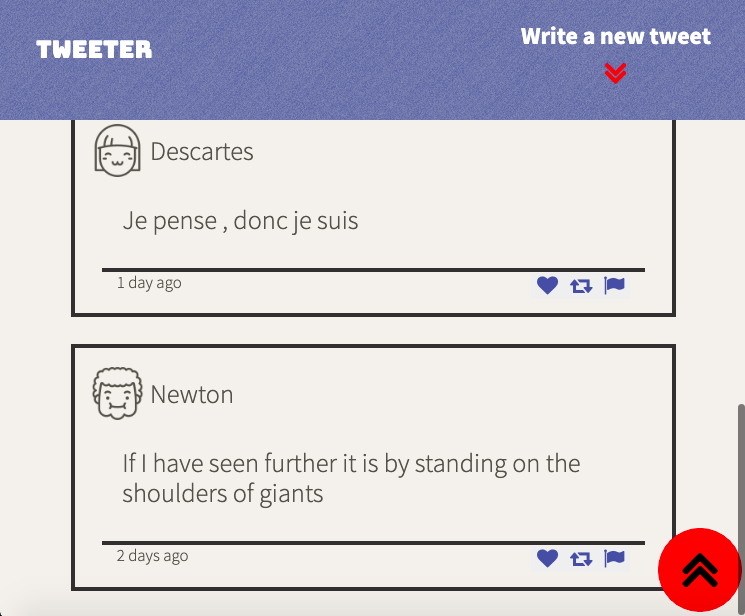 TWEETER
Write a new tweet
Descartes
Je pense , donc je suis
1 day ago
Newton
If I have seen further it is by standing on the
shoulders of giants
2 days ago